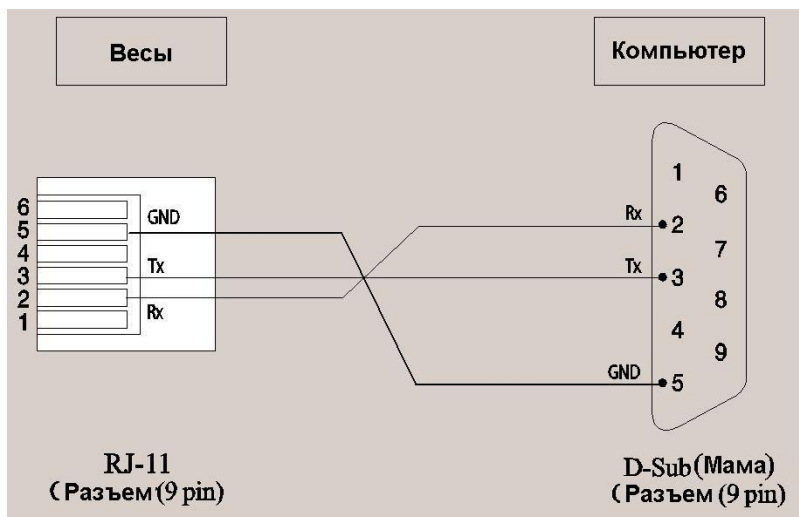 Весы
Компьютер
6
5
4
3
2
1
GND
Tx
Rx
Rx
Tx
GND
1
2
3
4
5
6
7
8
9
RJ-11
(Разъем (9 pin)
D-Sub (Мама)
(Разъем (9 pin)